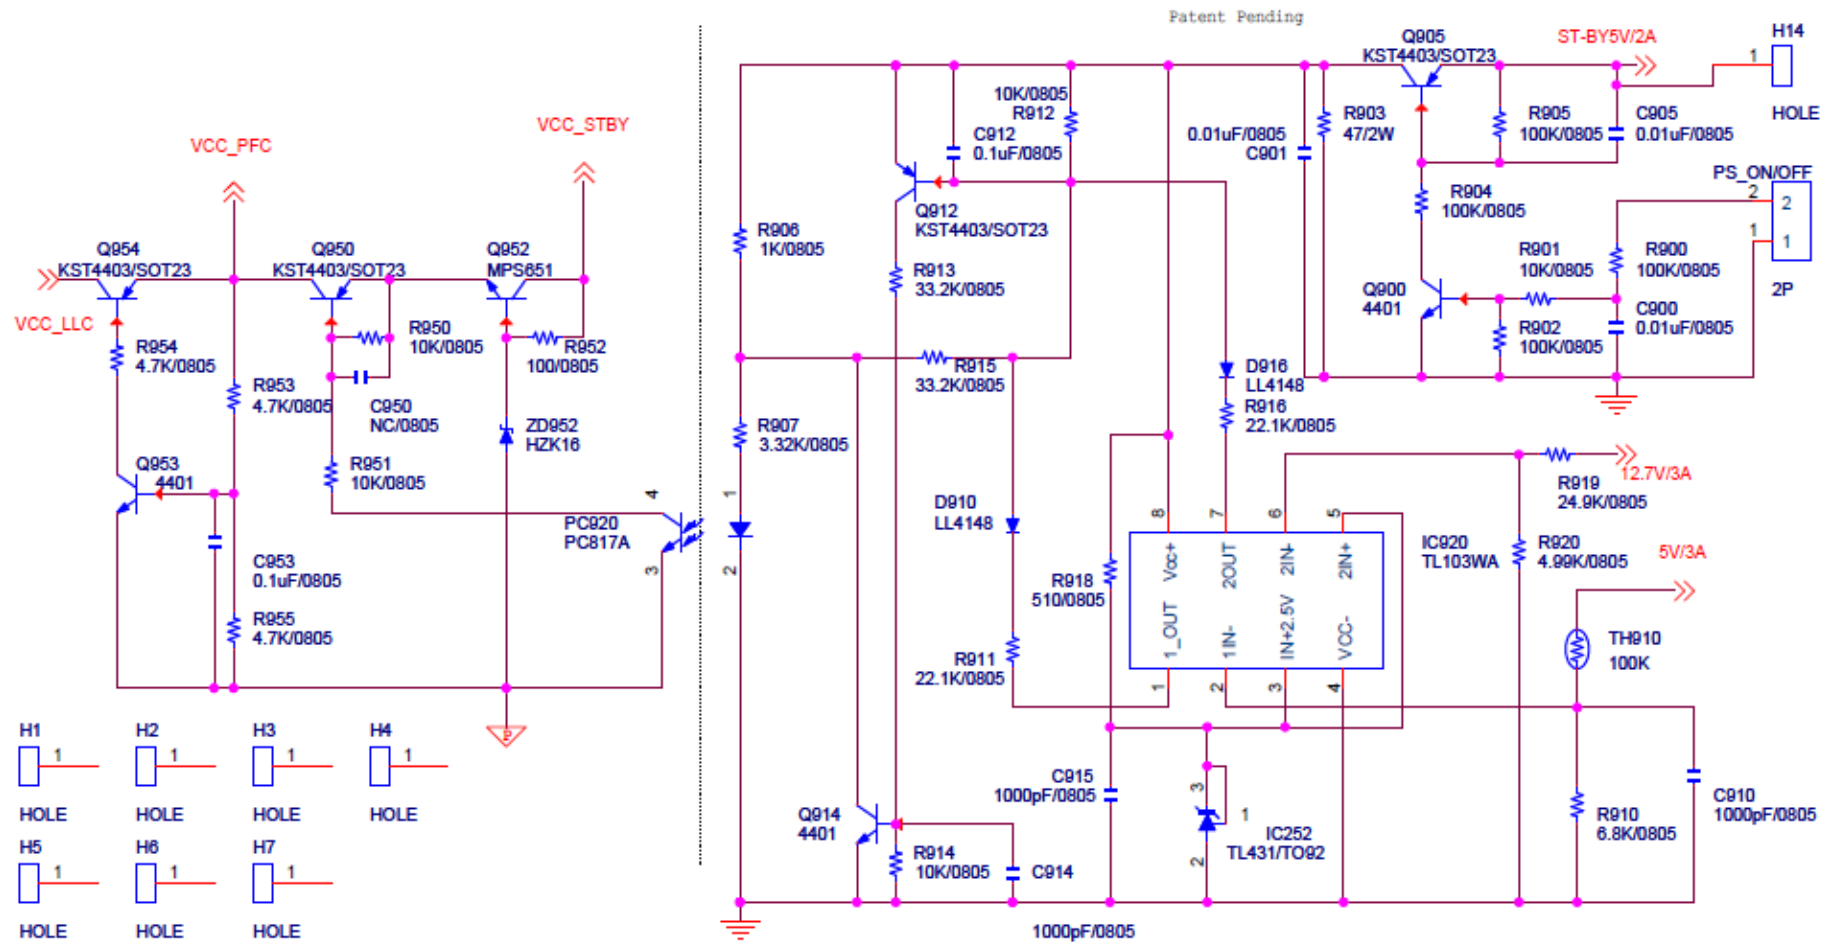 Patent Pending
Q905
KST4403/SOT23
ST-BY5V/2A
H14
1
HOLE
10K/0805
R912
C912
0.1uF/0805
0.01uF/0805
C901
R903
47/2W
R905
100K/0805
C905
0.01uF/0805
VCC_PFC
VCC_STBY
PS_ON/OFF
2
2
1
1
2P
Q912
KST4403/SOT23
R904
100K/0805
R906
1K/0805
R913
33.2K/0805
R901
10K/0805
R900
100K/0805
Q900
4401
R902
100K/0805
C900
0.01uF/0805
Q954
KST4403/SOT23
Q950
KST4403/SOT23
Q952
MPS651
VCC_LLC
R954
4.7K/0805
R950
10K/0805
R952
100/0805
R953
4.7K/0805
C950
NC/0805
R915
33.2K/0805
D916
LL4148
R916
22.1K/0805
ZD952
HZK16
R907
3.32K/0805
Q953
4401
R951
10K/0805
12.7V/3A
R919
24.9K/0805
4
PC920
PC817A
3
1
2
D910
LL4148
8
7
6
5
Vcc+
2OUT
2IN-
2IN+
1_OUT
1IN-
IN+2.5V
VCC-
1
2
3
4
IC920
TL103WA
R920
4.99K/0805
5V/3A
C953
0.1uF/0805
R918
510/0805
R955
4.7K/0805
R911
22.1K/0805
TH910
100K
H1
1
HOLE
H2
1
HOLE
H3
1
HOLE
H4
1
HOLE
C915
1000pF/0805
3
1
2
IC252
TL431/TO92
R910
6.8K/0805
C910
1000pF/0805
Q914
4401
R914
10K/0805
C914
1000pF/0805
H5
1
HOLE
H6
1
HOLE
H7
1
HOLE